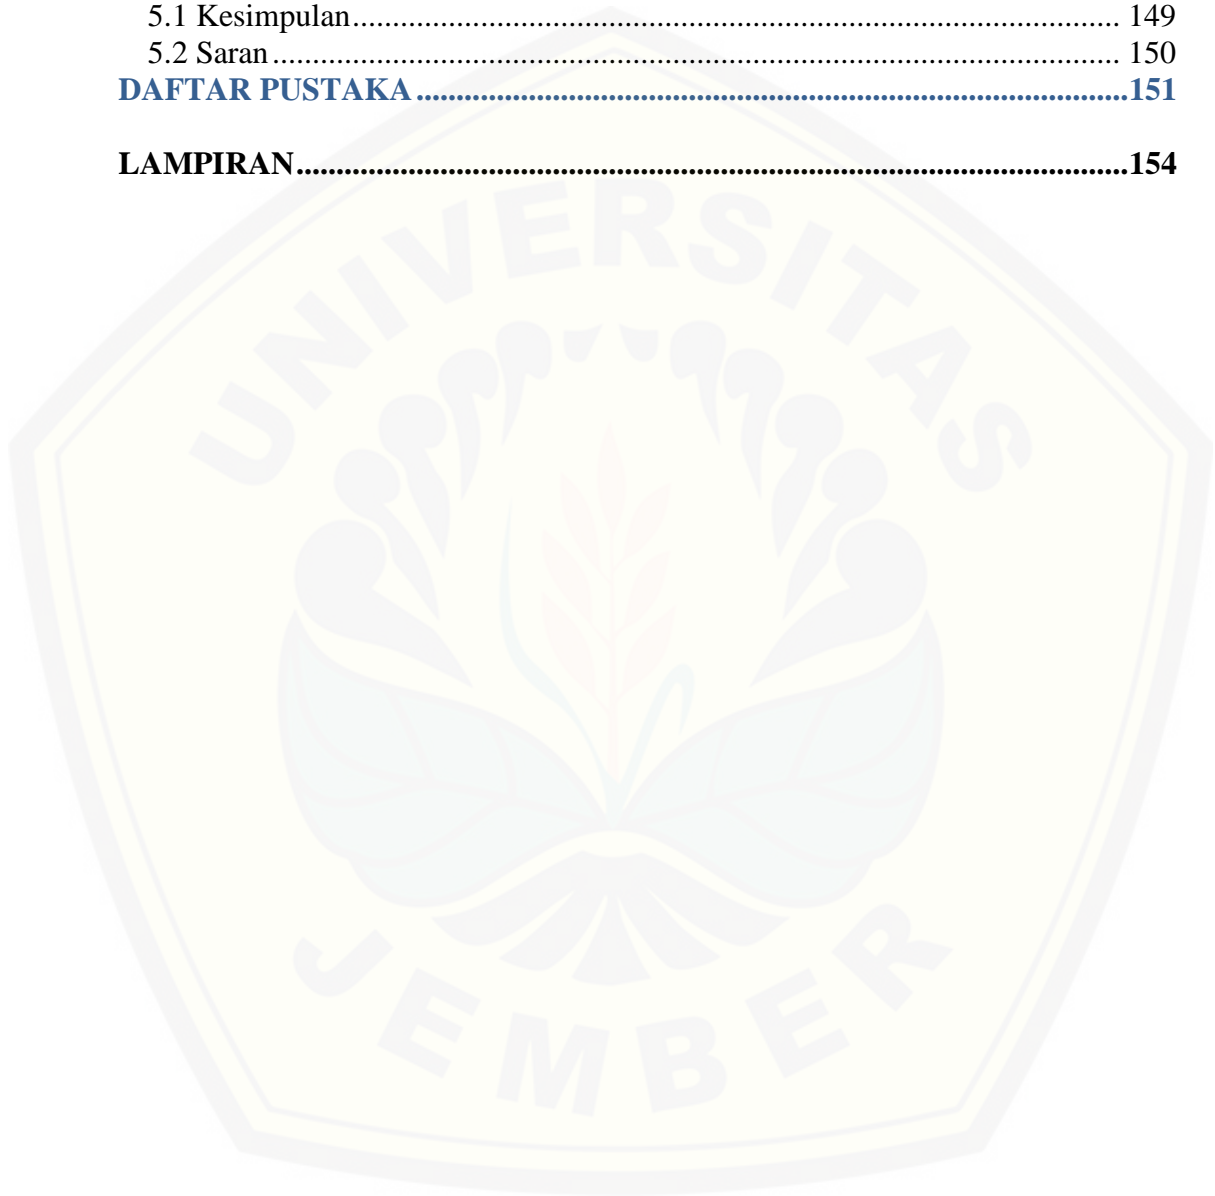 5.1 Kesimpulan........................................................................................................ 149
5.2 Saran................................................................................................................... 150
DAFTAR PUSTAKA..............................................................................................151
LAMPIRAN.............................................................................................................154
UNIVERSITAS
JEMBER